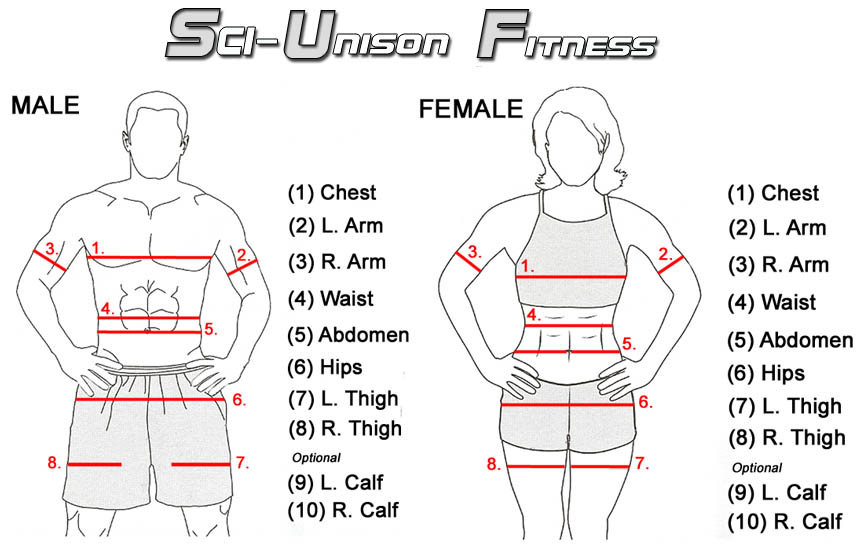 Sci-Unison Fitness
MALE
1.
2.
3.
4.
5.
6.
7.
8.
(1) Chest
(2) L. Arm
(3) R. Arm
(4) Waist
(5) Abdomen
(6) Hips
(7) L. Thigh
(8) R. Thigh
Optional
(9) L. Calf
(10) R. Calf
FEMALE
1.
2.
3.
4.
5.
6.
7.
8.
(1) Chest
(2) L. Arm
(3) R. Arm
(4) Waist
(5) Abdomen
(6) Hips
(7) L. Thigh
(8) R. Thigh
Optional
(9) L. Calf
(10) R. Calf